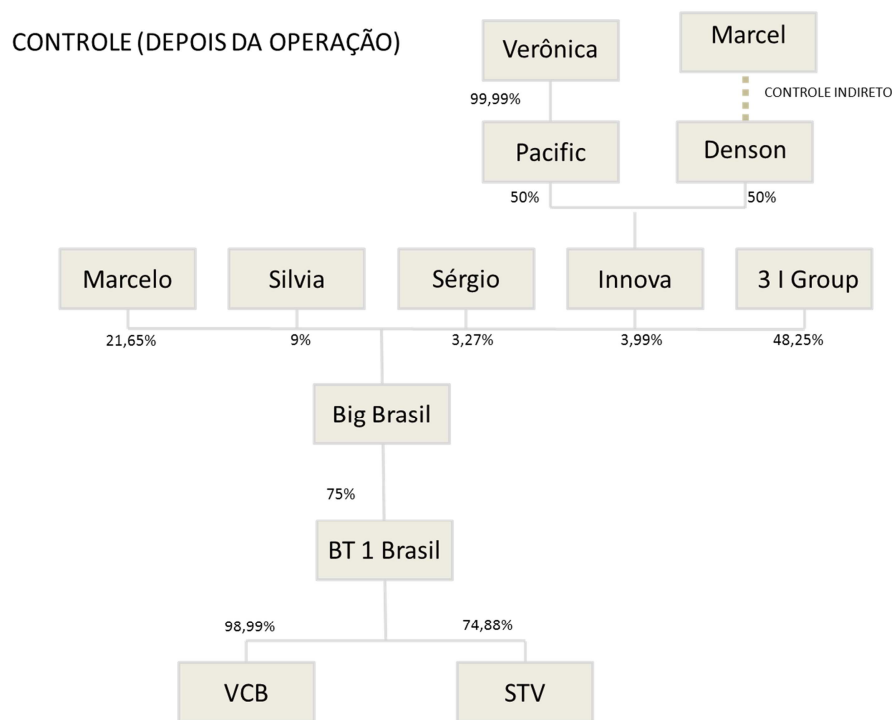 CONTROLE (DEPOIS DA OPERAÇÃO)
Verônica
Marcel
99,99%
CONTROLE INDIRETO
Pacific
Denson
50%
50%
Marcelo
Silvia
Sérgio
Innova
3 I Group
21,65%
9%
3,27%
3,99%
48,25%
Big Brasil
75%
BT 1 Brasil
98,99%
74,88%
VCB
STV